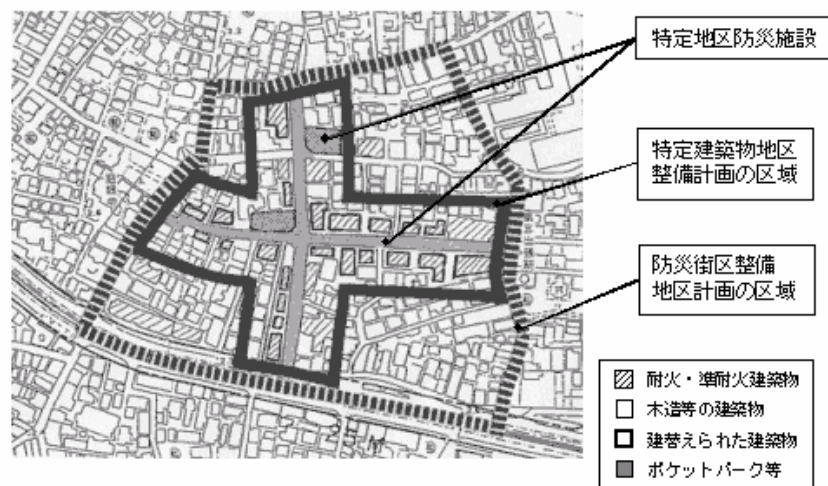 特定地区防災施設
特定建築物地区
整備計画の区域
防災街区整備
地区計画の区域
耐火・準耐火建築物
木造等の建築物
建替えられた建築物
ポケットパーク等